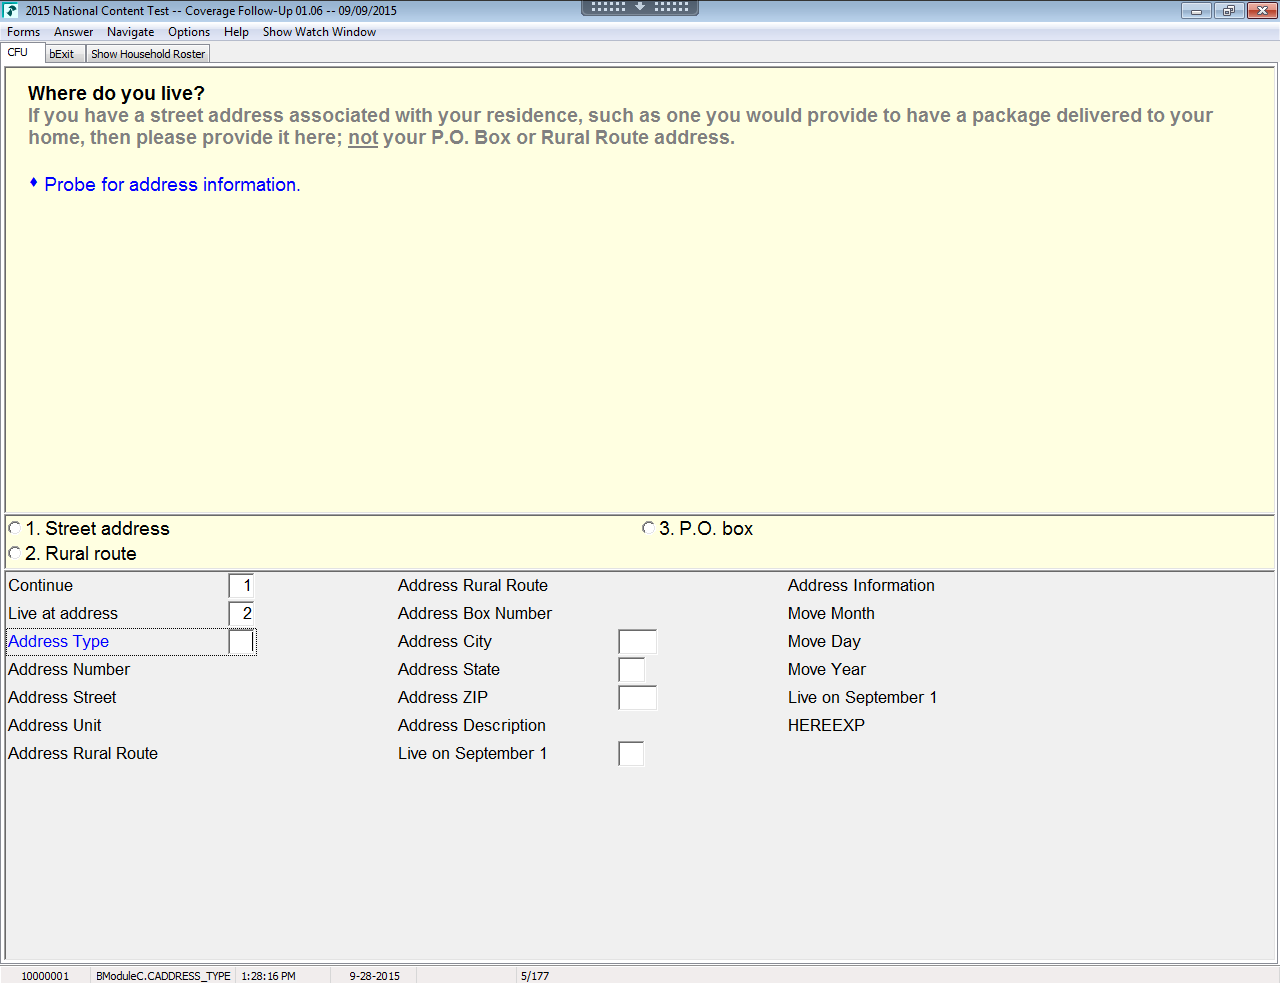 2015 National Content Test -- Coverage Follow-Up 01.06 -- 09/09/2015
Forms Answer Navigate Options Help Show Watch Window
CFU bExit Show Household Roster
Where do you live?
If you have a street address associated with your residence, such as one you would provide to have a package delivered to your
home, then please provide it here; not your P.O. Box or Rural Route address.
♦ Probe for address information.
1. Street address 3. P.O. box
2. Rural route
Continue 1 Address Rural Route Address Information
Live at address 2 Address Box Number Move Month
Address Type Address City Move Day
Address Number Address State Move Year
Address Street Address ZIP Live on September 1
Address Unit Address Description HEREEXP
Address Rural Route Live on September 1
10000001 BModuleC.CADDRESS_TYPE 1:28:16 PM 9-28-2015 5/177